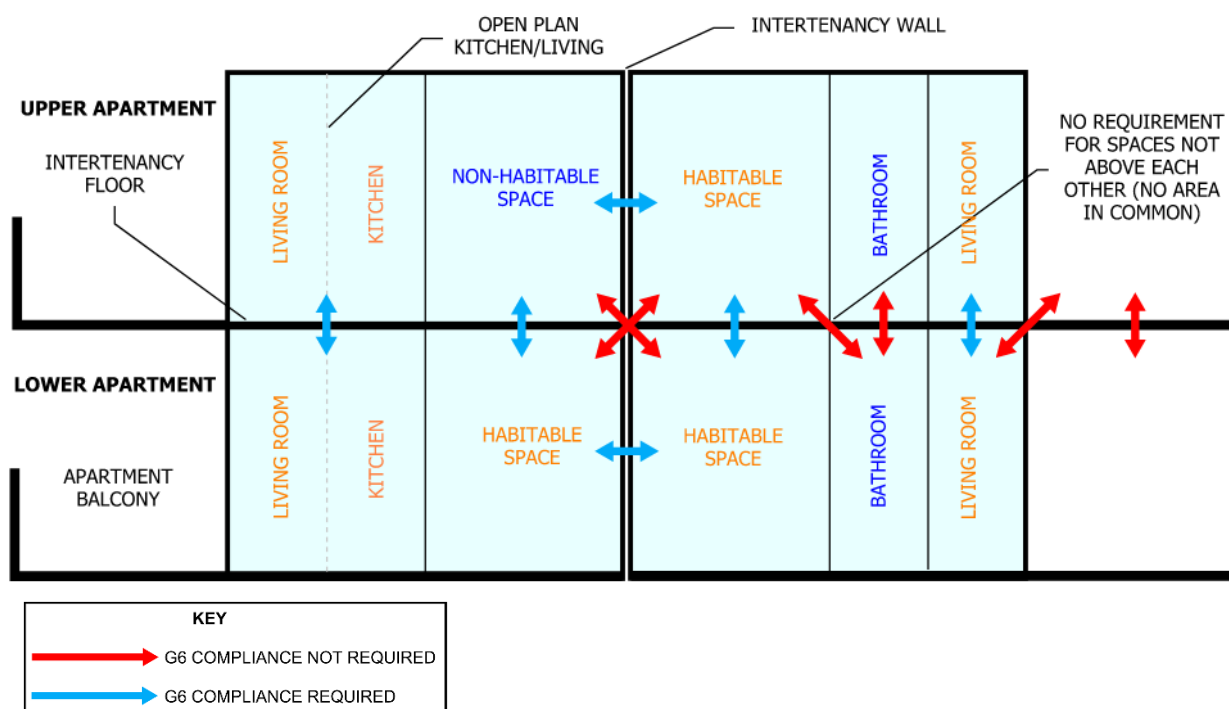 OPEN PLAN
KITCHEN/LIVING
INTERTENANCY WALL
UPPER APARTMENT
INTERTENANCY
FLOOR
LIVING ROOM
KITCHEN
NON-HABITABLE
SPACE
HABITABLE
SPACE
BATHROOM
LIVING ROOM
NO REQUIREMENT
FOR SPACES NOT
ABOVE EACH
OTHER (NO AREA
IN COMMON)
LOWER APARTMENT
APARTMENT
BALCONY
LIVING ROOM
KITCHEN
HABITABLE
SPACE
HABITABLE
SPACE
BATHROOM
LIVING ROOM
KEY
G6 COMPLIANCE NOT REQUIRED
G6 COMPLIANCE REQUIRED